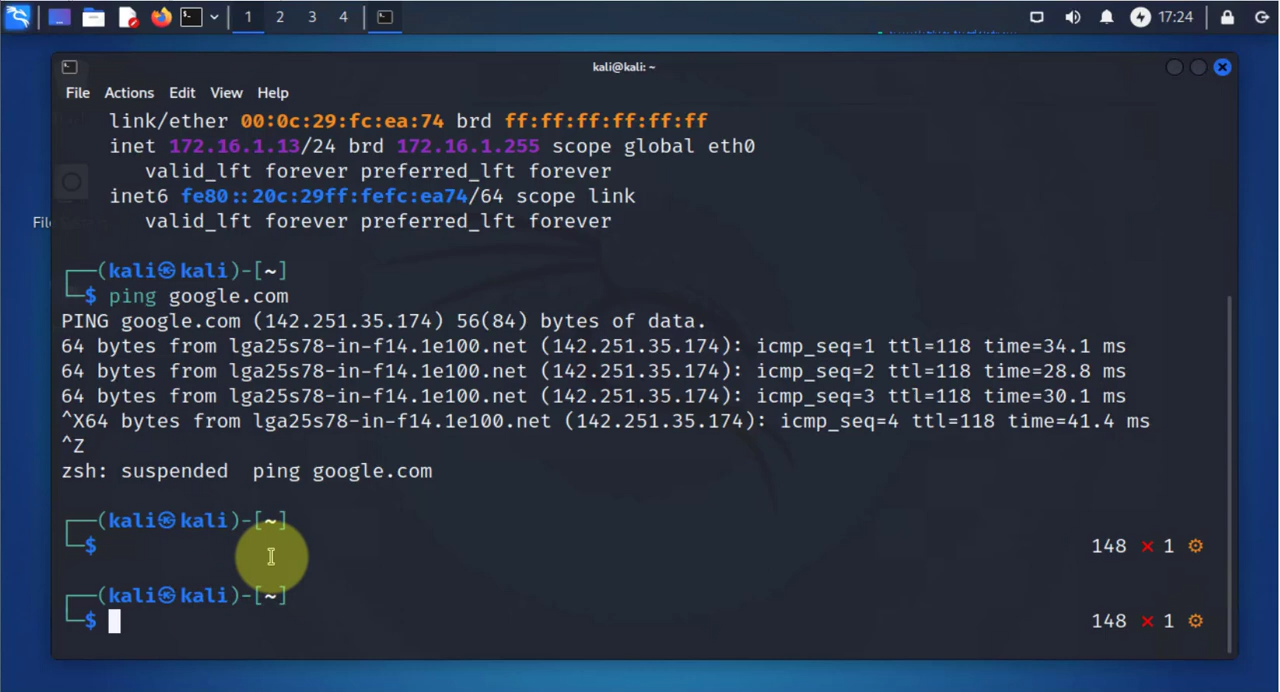 1 2 3 4 17:24
kali@kali: ~
File Actions Edit View Help
link/ether 00:0c:29:fc:ea:74 brd ff:ff:ff:ff:ff:ff
inet 172.16.1.13/24 brd 172.16.1.255 scope global eth0
valid_lft forever preferred_lft forever
inet6 fe80::20c:29ff:fefc:ea74/64 scope link
valid_lft forever preferred_lft forever
┌──(kali㉿kali)-[~]
└─$ ping google.com
PING google.com (142.251.35.174) 56(84) bytes of data.
64 bytes from lga25s78-in-f14.1e100.net (142.251.35.174): icmp_seq=1 ttl=118 time=34.1 ms
64 bytes from lga25s78-in-f14.1e100.net (142.251.35.174): icmp_seq=2 ttl=118 time=28.8 ms
64 bytes from lga25s78-in-f14.1e100.net (142.251.35.174): icmp_seq=3 ttl=118 time=30.1 ms
^X64 bytes from lga25s78-in-f14.1e100.net (142.251.35.174): icmp_seq=4 ttl=118 time=41.4 ms
^Z
zsh: suspended  ping google.com
┌──(kali㉿kali)-[~]
└─$ 148 ⨯ 1 ⚙
┌──(kali㉿kali)-[~]
└─$ 148 ⨯ 1 ⚙